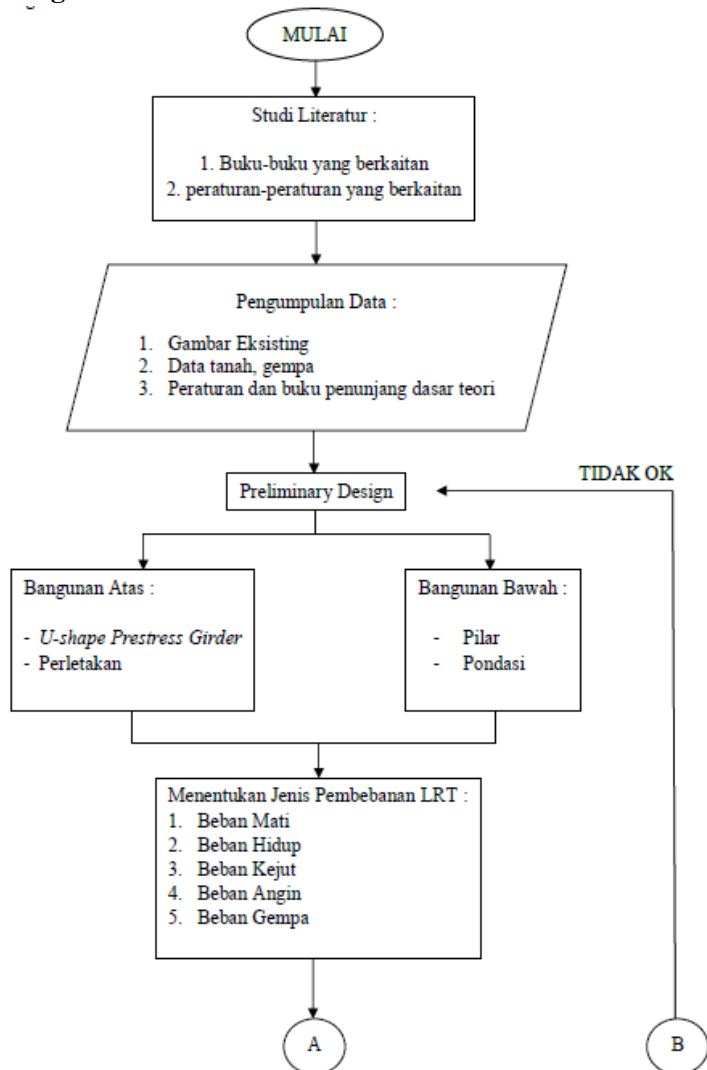 MULAI
Studi Literatur :
1. Buku-buku yang berkaitan
2. peraturan-peraturan yang berkaitan
Pengumpulan Data :
1. Gambar Eksisting
2. Data tanah, gempa
3. Peraturan dan buku penunjang dasar teori
TIDAK OK
Preliminary Design
Bangunan Atas :
- U-shape Prestress Girder
- Perletakan
Bangunan Bawah :
- Pilar
- Pondasi
Menentukan Jenis Pembebanan LRT :
1. Beban Mati
2. Beban Hidup
3. Beban Kejut
4. Beban Angin
5. Beban Gempa
A
B